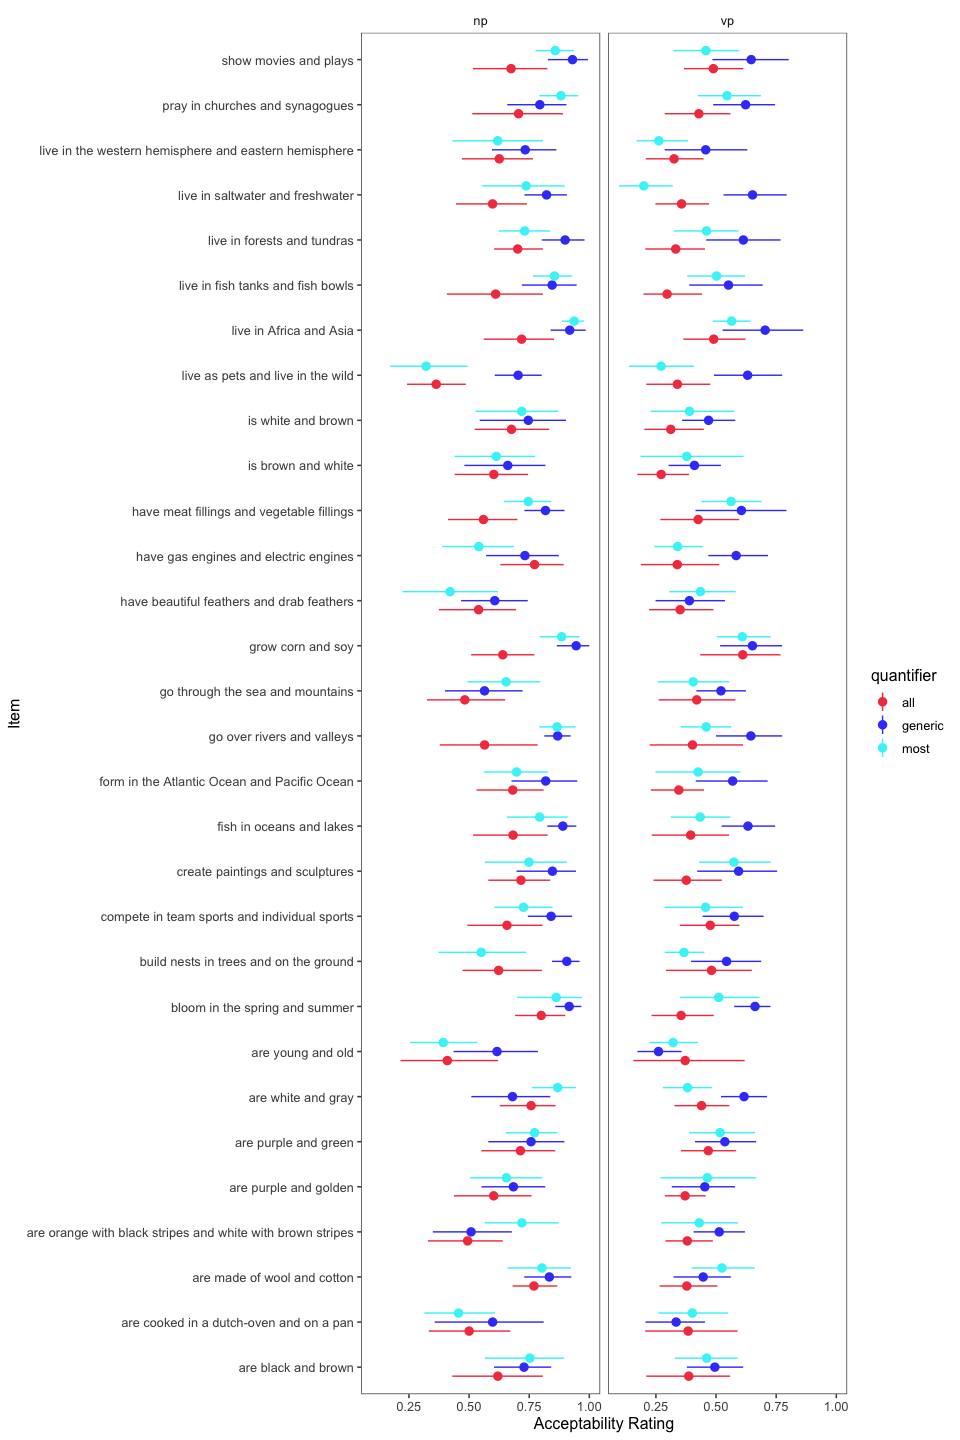 np
vp
show movies and plays
pray in churches and synagogues
live in the western hemisphere and eastern hemisphere
live in saltwater and freshwater
live in forests and tundras
live in fish tanks and fish bowls
live in Africa and Asia
live as pets and live in the wild
is white and brown
is brown and white
have meat fillings and vegetable fillings
have gas engines and electric engines
have beautiful feathers and drab feathers
grow corn and soy
go through the sea and mountains
go over rivers and valleys
form in the Atlantic Ocean and Pacific Ocean
fish in oceans and lakes
create paintings and sculptures
compete in team sports and individual sports
build nests in trees and on the ground
bloom in the spring and summer
are young and old
are white and gray
are purple and green
are purple and golden
are orange with black stripes and white with brown stripes
are made of wool and cotton
are cooked in a dutch-oven and on a pan
are black and brown
0.25 0.50 0.75 1.00
0.25 0.50 0.75 1.00
Acceptability Rating
Item
quantifier
all
generic
most